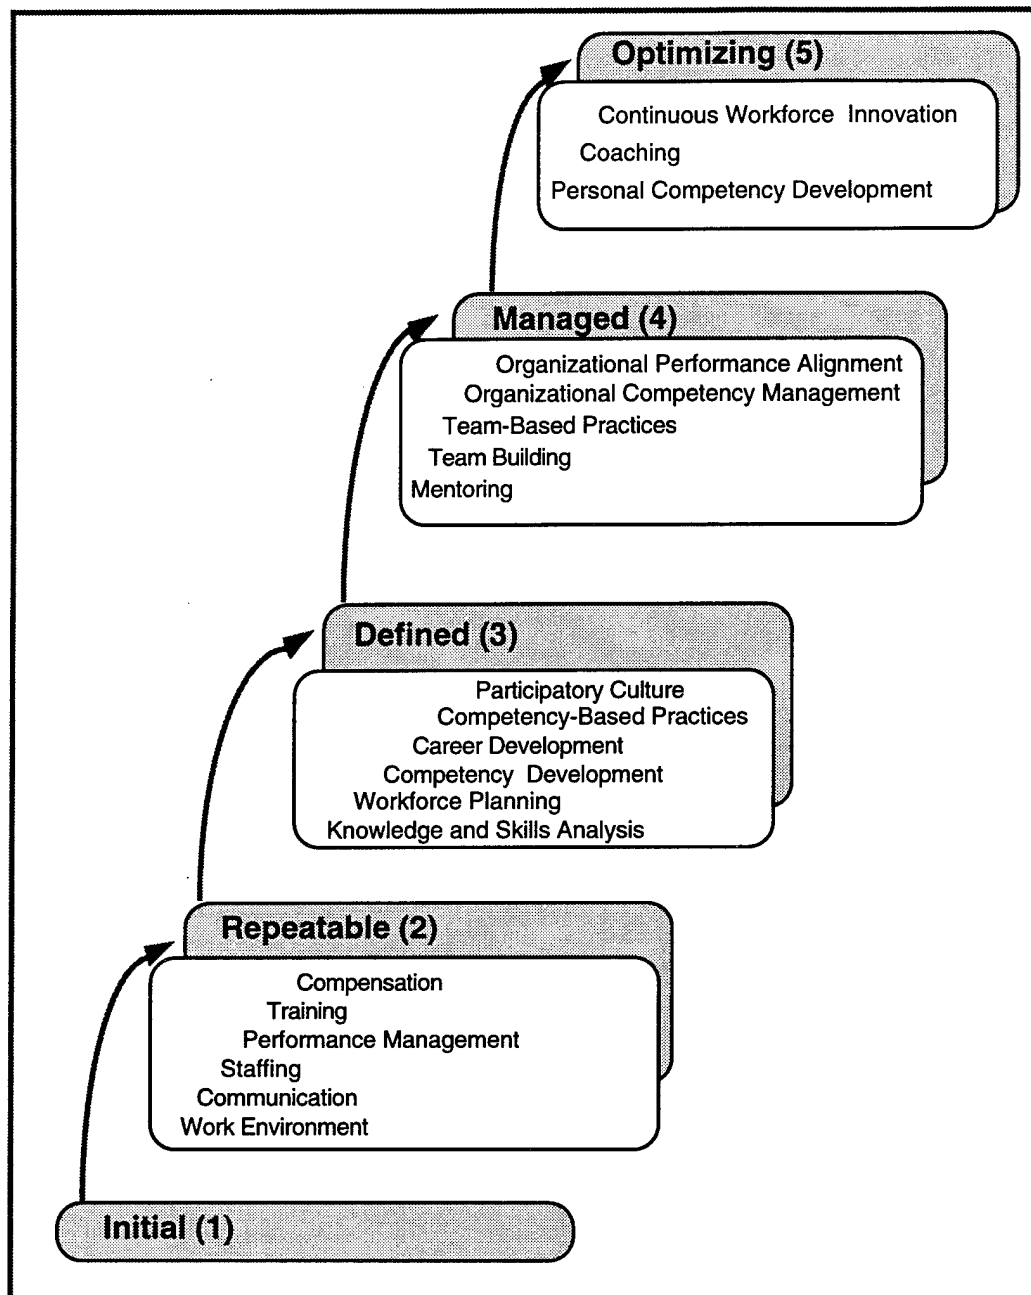 Optimizing (5)
Continuous Workforce Innovation
Coaching
Personal Competency Development
Managed (4)
Organizational Performance Alignment
Organizational Competency Management
Team-Based Practices
Team Building
Mentoring
Defined (3)
Participatory Culture
Competency-Based Practices
Career Development
Competency Development
Workforce Planning
Knowledge and Skills Analysis
Repeatable (2)
Compensation
Training
Performance Management
Staffing
Communication
Work Environment
Initial (1)